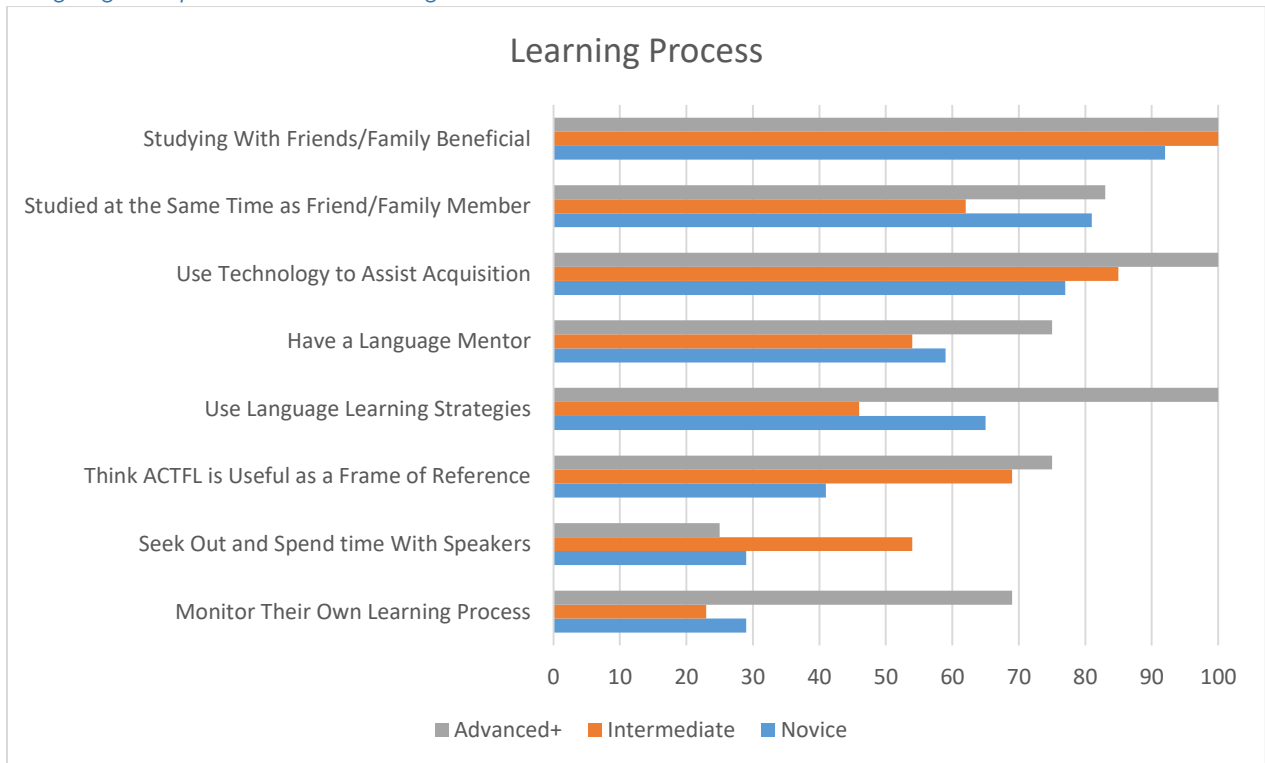 Learning Process
Studying With Friends/Family Beneficial
Studied at the Same Time as Friend/Family Member
Use Technology to Assist Acquisition
Have a Language Mentor
Use Language Learning Strategies
Think ACTFL is Useful as a Frame of Reference
Seek Out and Spend time With Speakers
Monitor Their Own Learning Process
0 10 20 30 40 50 60 70 80 90 100
Advanced+ Intermediate Novice